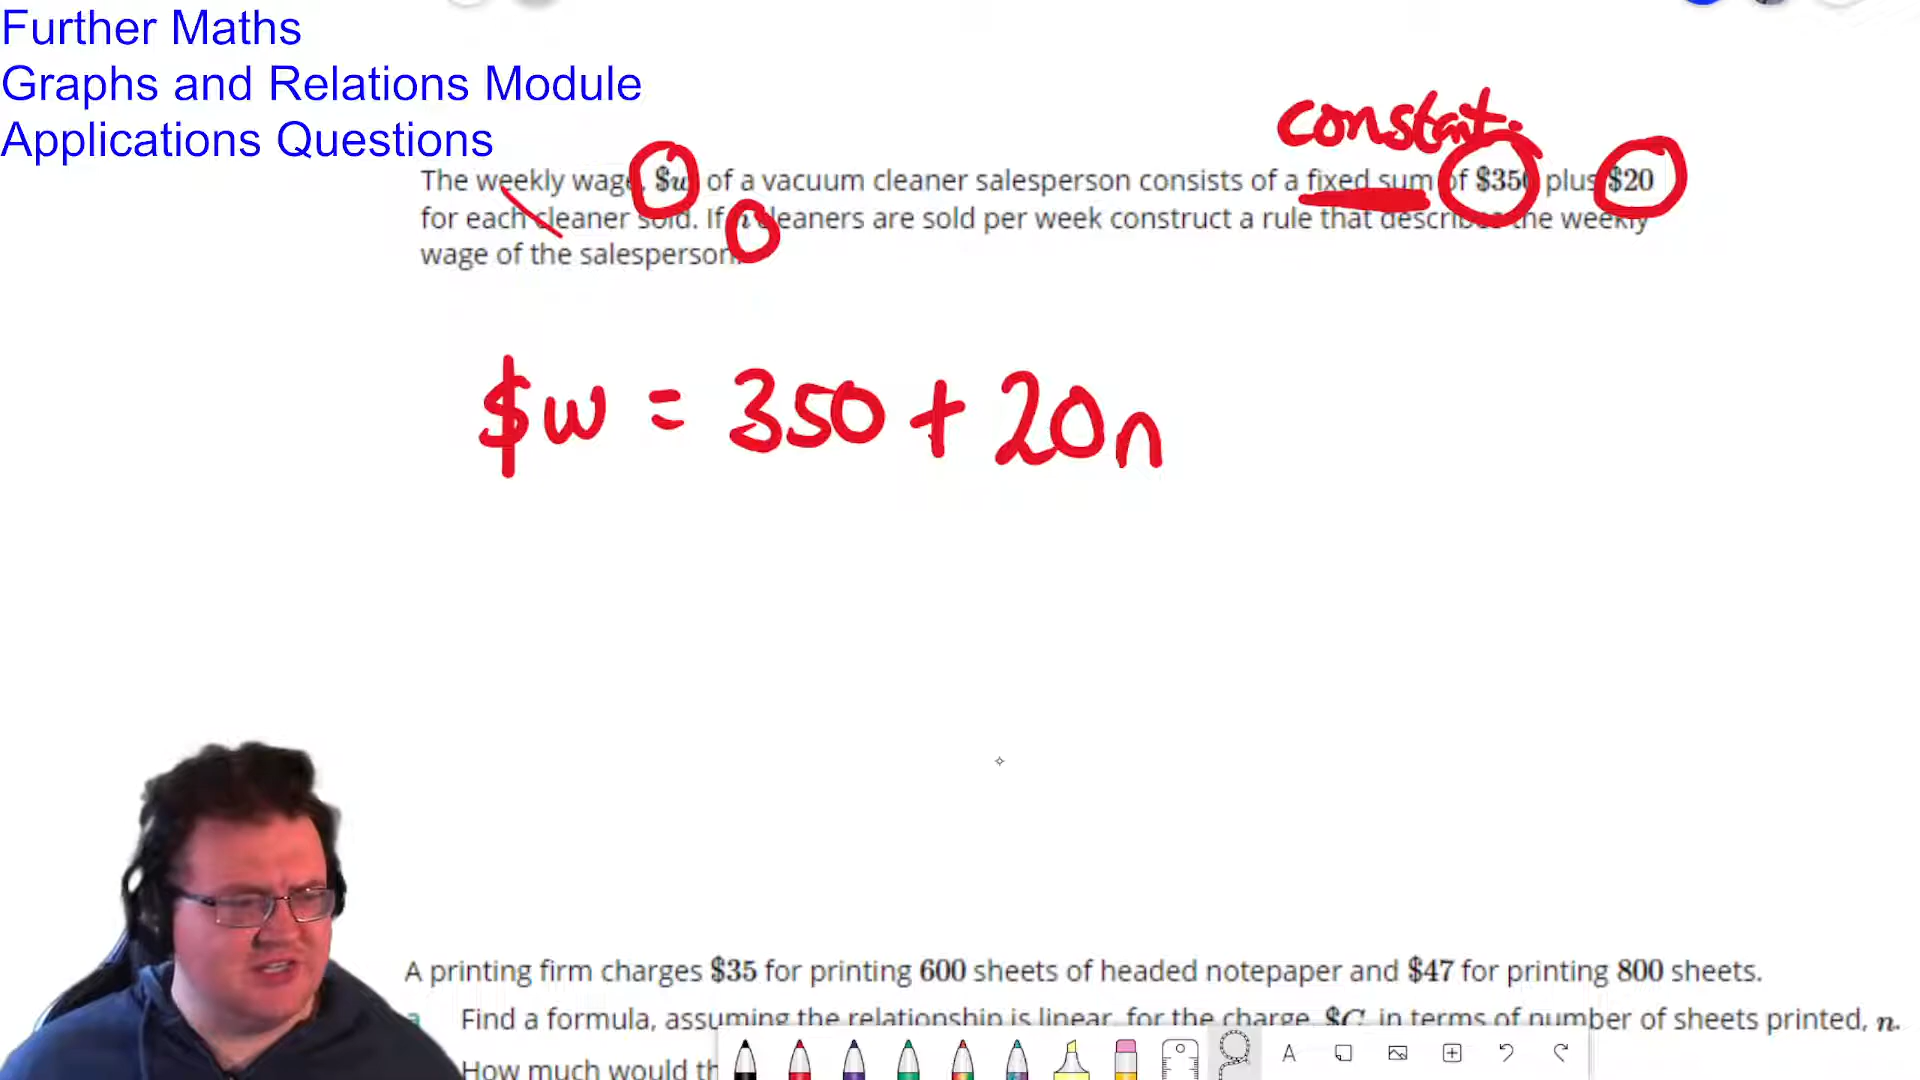 Further Maths
Graphs and Relations Module
Applications Questions
constant.
The weekly wage, $w of a vacuum cleaner salesperson consists of a fixed sum of $350 plus $20
for each cleaner sold. If n cleaners are sold per week construct a rule that describes the weekly
wage of the salesperson.
$w = 350 + 20n
A printing firm charges $35 for printing 600 sheets of headed notepaper and $47 for printing 800 sheets.
a Find a formula, assuming the relationship is linear, for the charge, $C, in terms of number of sheets printed, n.
How much would th
A